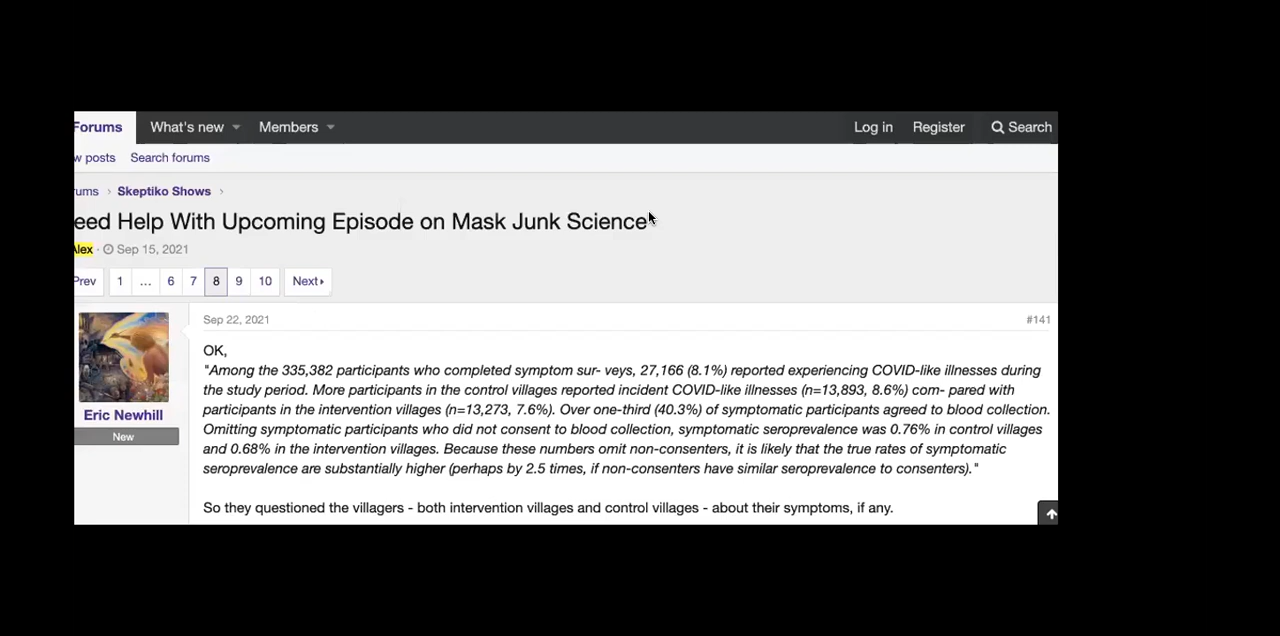 Forums What's new Members Log in Register Search
w posts Search forums
rums › Skeptiko Shows ›
eed Help With Upcoming Episode on Mask Junk Science
Alex · Sep 15, 2021
Prev 1 ... 6 7 8 9 10 Next
Sep 22, 2021 #141
OK,
"Among the 335,382 participants who completed symptom sur- veys, 27,166 (8.1%) reported experiencing COVID-like illnesses during
the study period. More participants in the control villages reported incident COVID-like illnesses (n=13,893, 8.6%) com- pared with
participants in the intervention villages (n=13,273, 7.6%). Over one-third (40.3%) of symptomatic participants agreed to blood collection.
Omitting symptomatic participants who did not consent to blood collection, symptomatic seroprevalence was 0.76% in control villages
and 0.68% in the intervention villages. Because these numbers omit non-consenters, it is likely that the true rates of symptomatic
seroprevalence are substantially higher (perhaps by 2.5 times, if non-consenters have similar seroprevalence to consenters)."
Eric Newhill
New
So they questioned the villagers - both intervention villages and control villages - about their symptoms, if any.